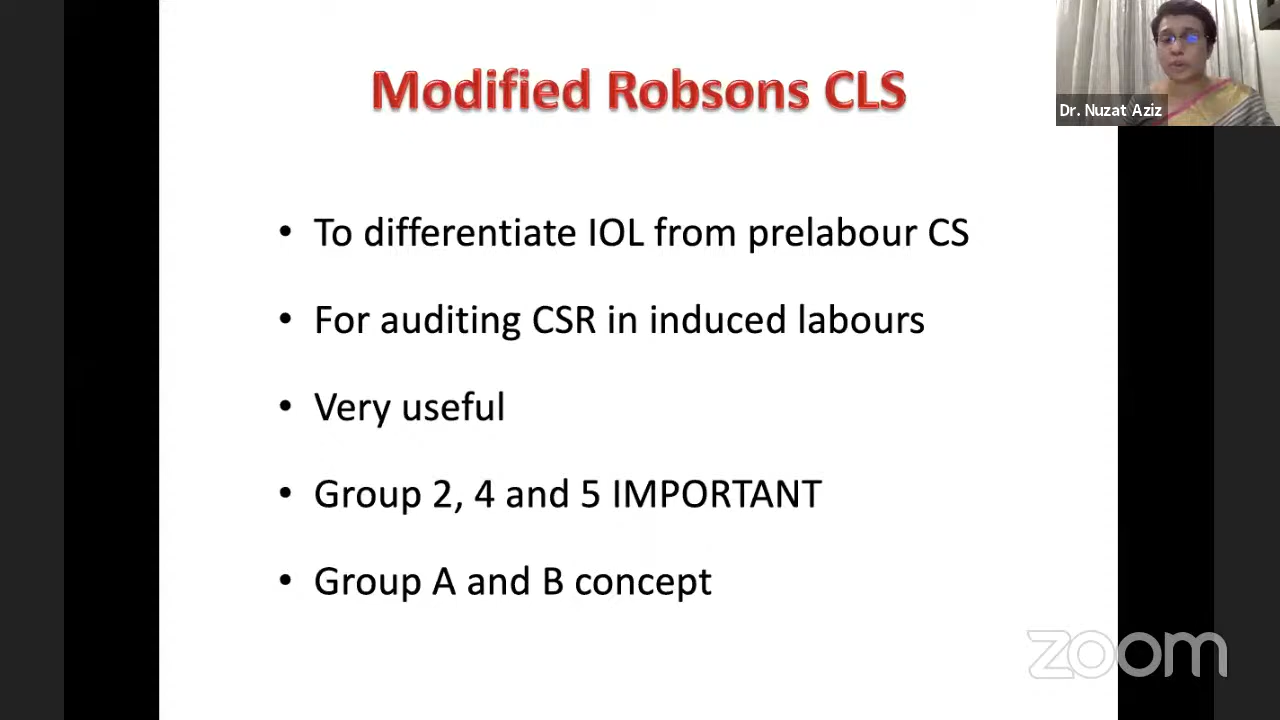 Modified Robsons CLS
Dr. Nuzat Aziz
• To differentiate IOL from prelabour CS
• For auditing CSR in induced labours
• Very useful
• Group 2, 4 and 5 IMPORTANT
• Group A and B concept
zoom